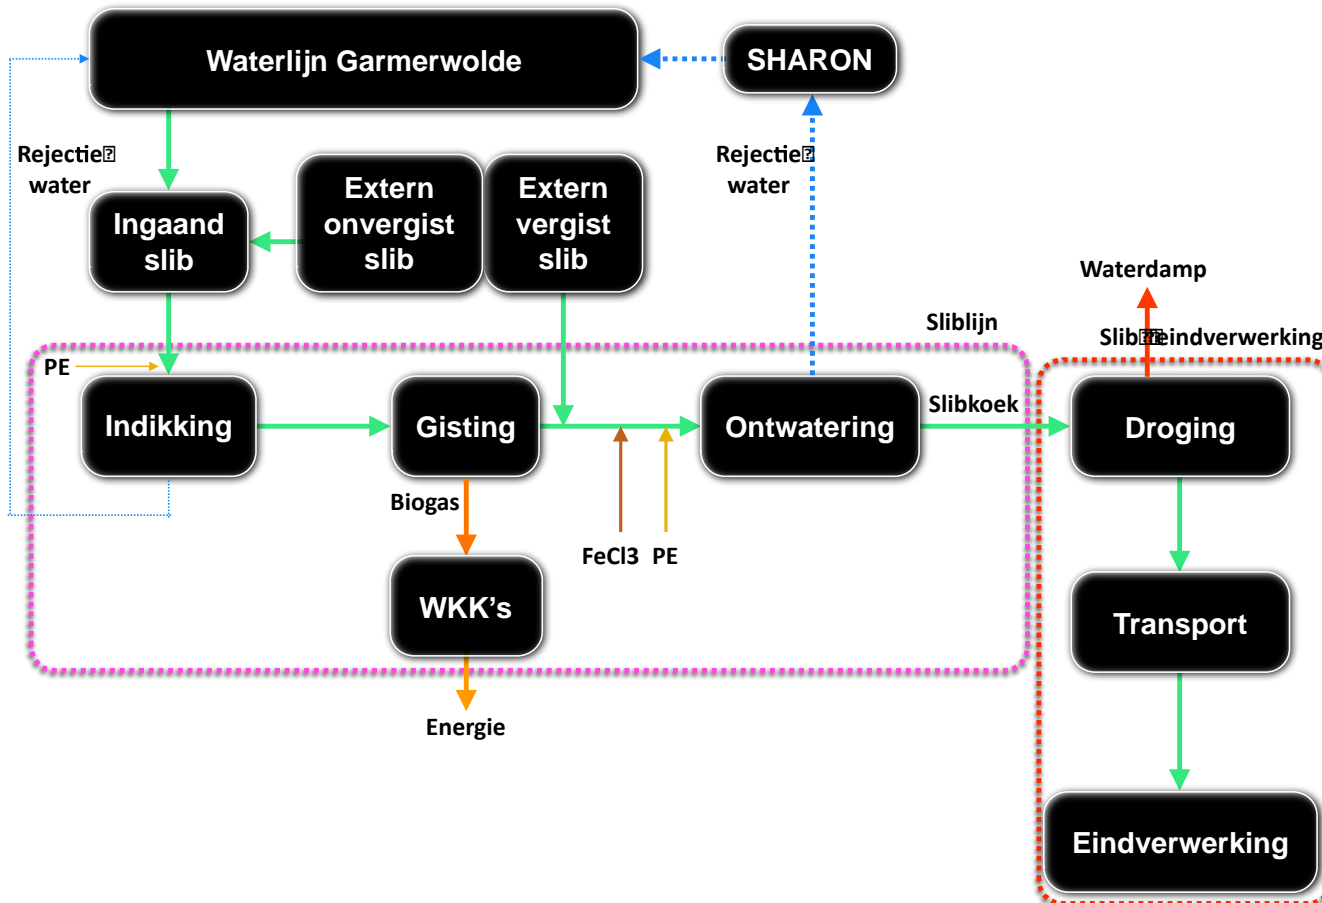 Waterlijn Garmerwolde
SHARON
Rejectie
water
Rejectie
water
Ingaand
slib
Extern
onvergist
slib
Extern
vergist
slib
Waterdamp
Sliblijn
Slib eindverwerking
PE
Indikking
Gisting
Ontwatering
Slibkoek
Droging
Biogas
FeCl3
PE
WKK's
Transport
Energie
Eindverwerking